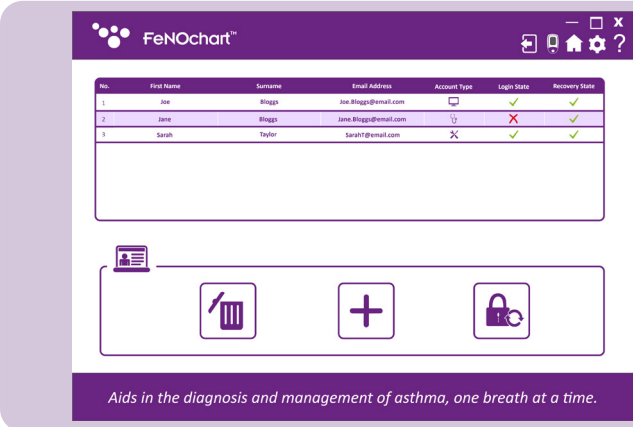 FeNOchart™
No. First Name Surname Email Address Account Type Login State Recovery State
1 Joe Bloggs Joe.Bloggs@email.com
2 Jane Bloggs Jane.Bloggs@email.com
3 Sarah Taylor SarahT@email.com
Aids in the diagnosis and management of asthma, one breath at a time.